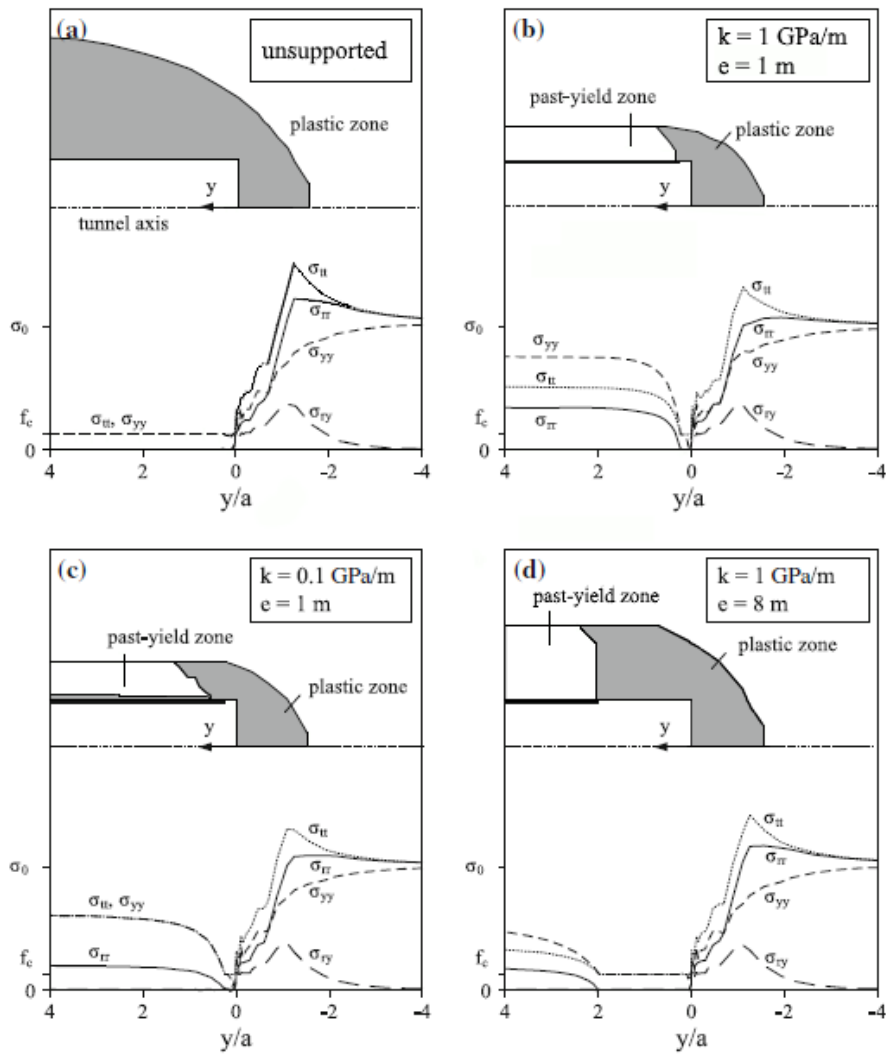 (a)
unsupported
plastic zone
y
tunnel axis
σtt
σrr
σ0
σyy
fc
σtt, σyy
σry
0
4 2 0 -2 -4
y/a
(b)
k = 1 GPa/m
e = 1 m
past-yield zone
plastic zone
y
σtt
σrr
σ0
σyy
σyy
σtt
fc
σrr
σry
0
4 2 0 -2 -4
y/a
(c)
k = 0.1 GPa/m
e = 1 m
past-yield zone
plastic zone
y
σtt
σrr
σ0
σyy
σtt, σyy
fc
σrr
σry
0
4 2 0 -2 -4
y/a
(d)
k = 1 GPa/m
e = 8 m
past-yield zone
plastic zone
y
σtt
σrr
σ0
σyy
fc
σry
0
4 2 0 -2 -4
y/a